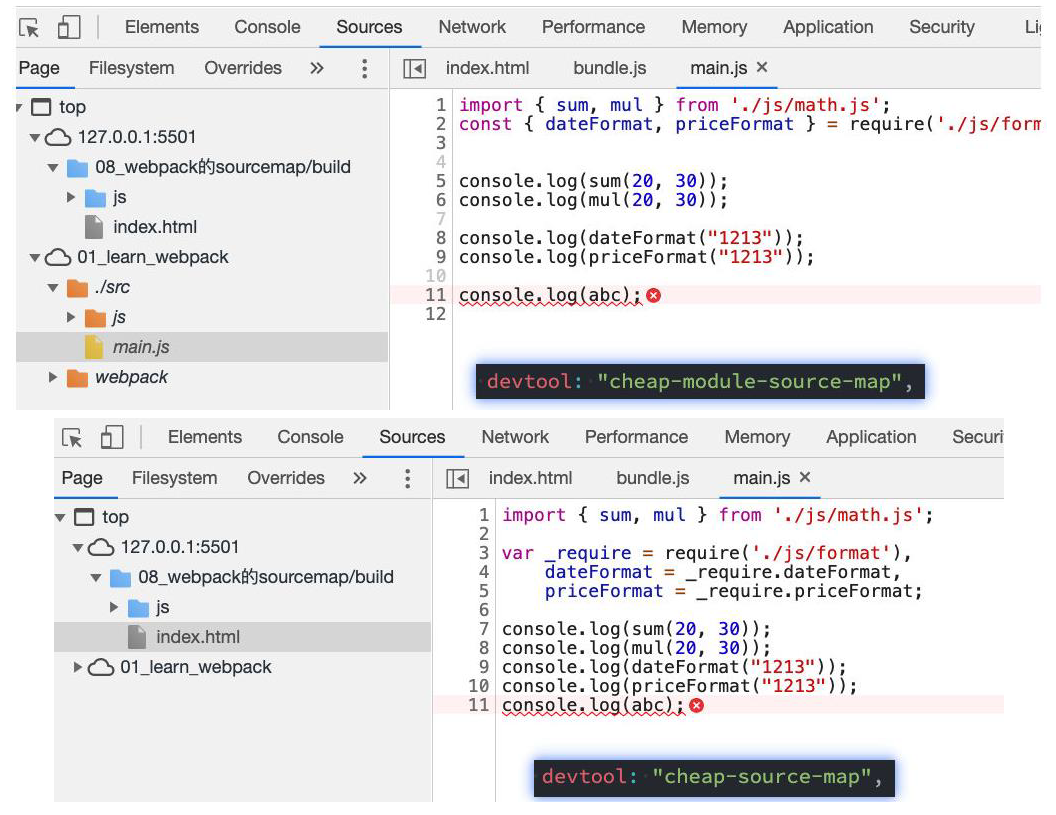 Elements Console Sources Network Performance Memory Application Security
Page Filesystem Overrides » index.html bundle.js main.js ×
top
127.0.0.1:5501
08_webpack的sourcemap/build
js
index.html
01_learn_webpack
./src
js
main.js
webpack
1 import { sum, mul } from './js/math.js';
2 const { dateFormat, priceFormat } = require('./js/form
3
4
5 console.log(sum(20, 30));
6 console.log(mul(20, 30));
7
8 console.log(dateFormat("1213"));
9 console.log(priceFormat("1213"));
10
11 console.log(abc);
12
devtool: "cheap-module-source-map",
Elements Console Sources Network Performance Memory Application Securi
Page Filesystem Overrides » index.html bundle.js main.js ×
top
127.0.0.1:5501
08_webpack的sourcemap/build
js
index.html
01_learn_webpack
1 import { sum, mul } from './js/math.js';
2
3 var _require = require('./js/format'),
4 dateFormat = _require.dateFormat,
5 priceFormat = _require.priceFormat;
6
7 console.log(sum(20, 30));
8 console.log(mul(20, 30));
9 console.log(dateFormat("1213"));
10 console.log(priceFormat("1213"));
11 console.log(abc);
devtool: "cheap-source-map",